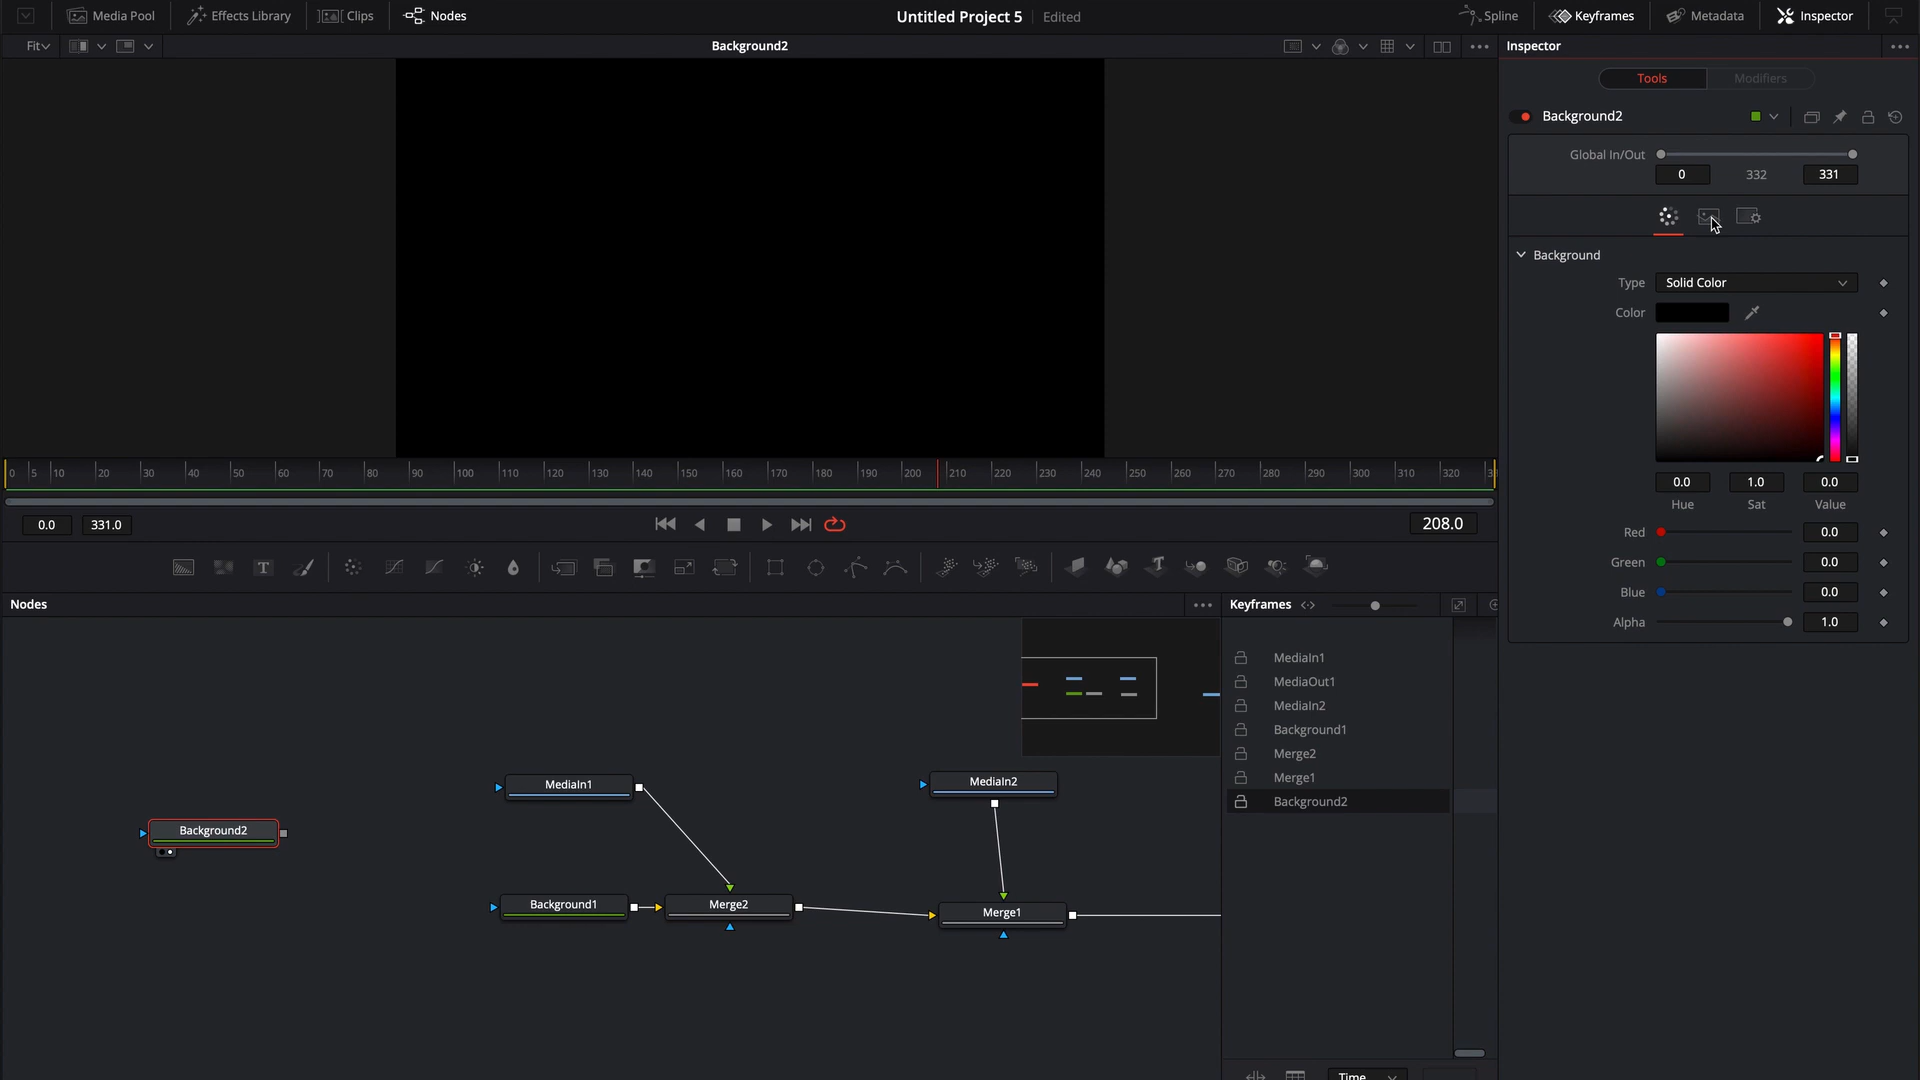 Media Pool Effects Library Clips Nodes Untitled Project 5 Edited Spline Keyframes Metadata Inspector
Fit Background2 Inspector
Tools Modifiers
Background2
Global In/Out
0 332 331
Background
Type Solid Color
Color
0.0 1.0 0.0
Hue Sat Value
Red 0.0
Green 0.0
Blue 0.0
Alpha 1.0
0 5 10 20 30 40 50 60 70 80 90 100 110 120 130 140 150 160 170 180 190 200 210 220 230 240 250 260 270 280 290 300 310 320
0.0 331.0 208.0
Nodes
MediaIn1
MediaIn2
Background2
Background1
Merge2
Merge1
Keyframes
MediaIn1
MediaOut1
MediaIn2
Background1
Merge2
Merge1
Background2
Time